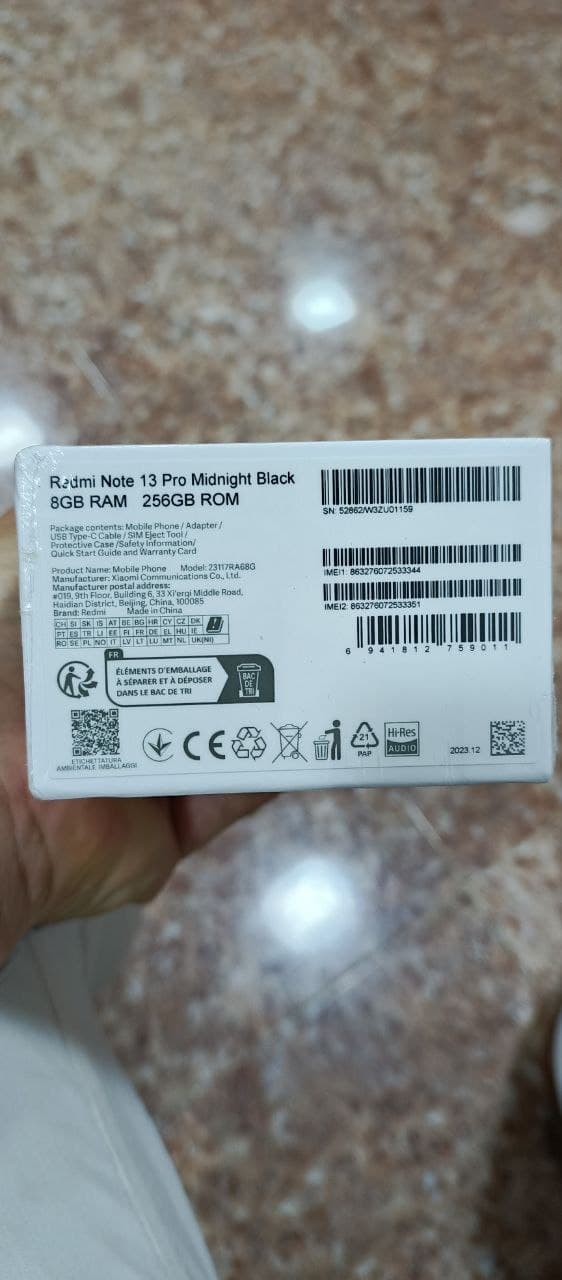 Redmi Note 13 Pro Midnight Black
8GB RAM 256GB ROM
Package contents: Mobile Phone / Adapter /
USB Type-C Cable / SIM Eject Tool /
Protective Case /Safety Information/
Quick Start Guide and Warranty Card
Product Name: Mobile Phone Model: 23117RA68G
Manufacturer: Xiaomi Communications Co., Ltd.
Manufacturer postal address:
#019, 9th Floor, Building 6, 33 Xi'erqi Middle Road,
Haidian District, Beijing, China, 100085
Brand: Redmi Made in China
CH SI SK IS AT BE BG HR CY CZ DK
PT ES TR LI EE FI FR DE EL HU IE
RO SE PL NO IT LV LT LU MT NL UK(NI)
SN: 52862/W3ZU01159
IMEI1: 863276072533344
IMEI2: 863276072533351
6 941812 759011
FR
ÉLÉMENTS D'EMBALLAGE
À SÉPARER ET À DÉPOSER
DANS LE BAC DE TRI
BAC
DE
TRI
ETICHETTATURA
AMBIENTALE IMBALLAGGI
CE
21
PAP
Hi-Res
AUDIO
2023.12